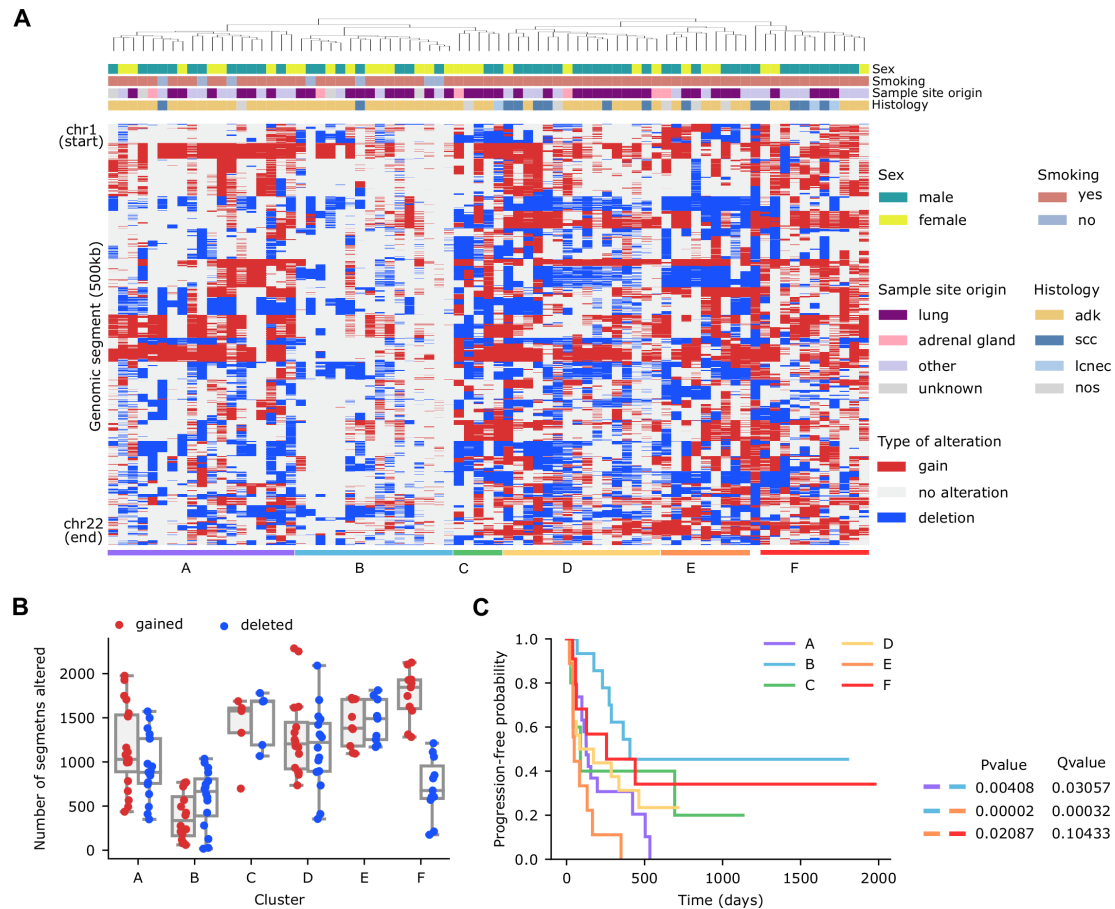 A
Sex
Smoking
Sample site origin
Histology
chr1
(start)
Genomic segment (500kb)
chr22
(end)
A B C D E F
Sex
male
female
Smoking
yes
no
Sample site origin
lung
adrenal gland
other
unknown
Histology
adk
scc
lcnec
nos
Type of alteration
gain
no alteration
deletion
B
gained deleted
Number of segmetns altered
2000
1500
1000
500
0
A B C D E F
Cluster
C
Progression-free probability
1.0
0.8
0.6
0.4
0.2
0.0
0 500 1000 1500 2000
Time (days)
A D
B E
C F
Pvalue Qvalue
0.00408 0.03057
0.00002 0.00032
0.02087 0.10433